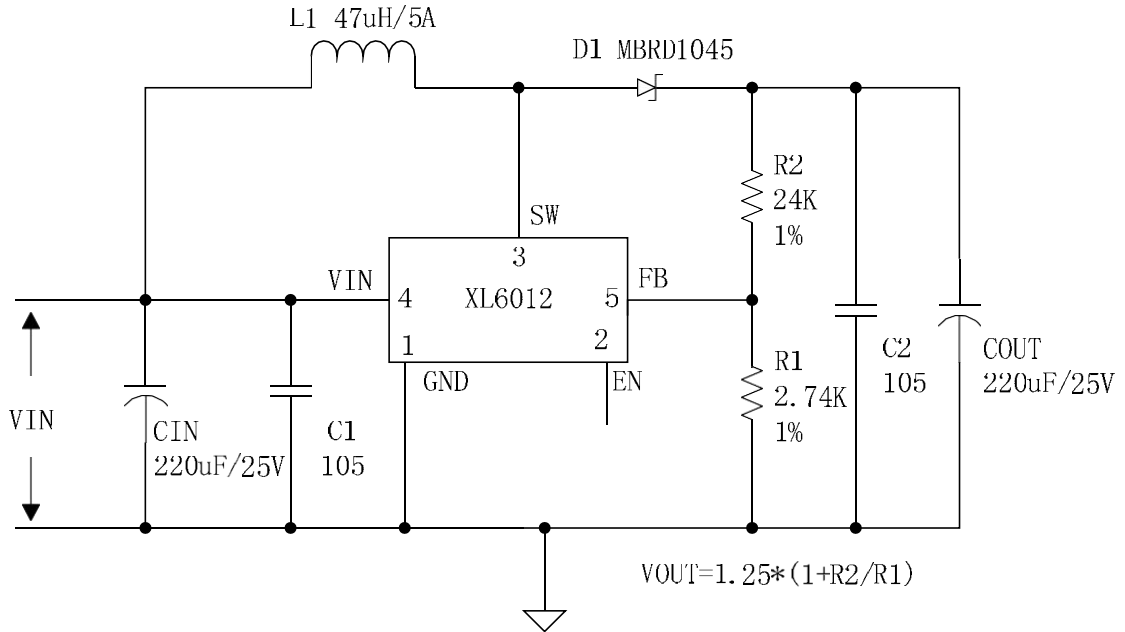 L1 47uH/5A
D1 MBRD1045
R2
24K
1%
SW
3
VIN
4
XL6012
5
FB
1
2
GND
EN
R1
2.74K
1%
C2
105
COUT
220uF/25V
VIN
CIN
220uF/25V
C1
105
VOUT=1.25*(1+R2/R1)